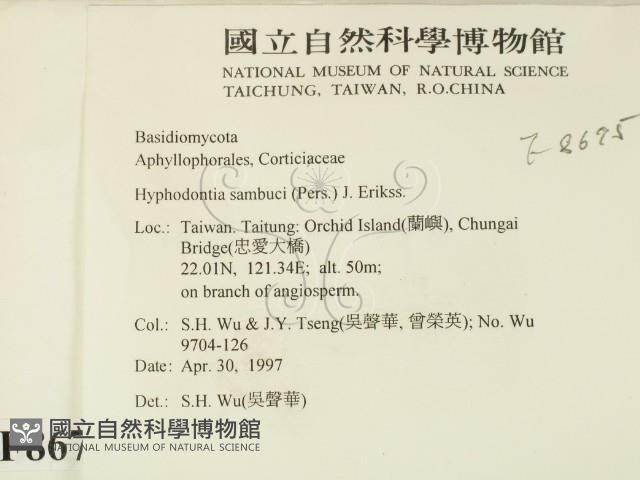 國立自然科學博物館
NATIONAL MUSEUM OF NATURAL SCIENCE
TAICHUNG, TAIWAN, R.O.CHINA
Basidiomycota
Aphyllophorales, Corticiaceae
Hyphodontia sambuci (Pers.) J. Erikss.
Loc.: Taiwan. Taitung: Orchid Island(蘭嶼), Chungai
Bridge(忠愛大橋)
22.01N, 121.34E; alt. 50m;
on branch of angiosperm.
Col.: S.H. Wu & J.Y. Tseng(吳聲華, 曾榮英); No. Wu
9704-126
Date: Apr. 30, 1997
Det.: S.H. Wu(吳聲華)
國立自然科學博物館
NATIONAL MUSEUM OF NATURAL SCIENCE